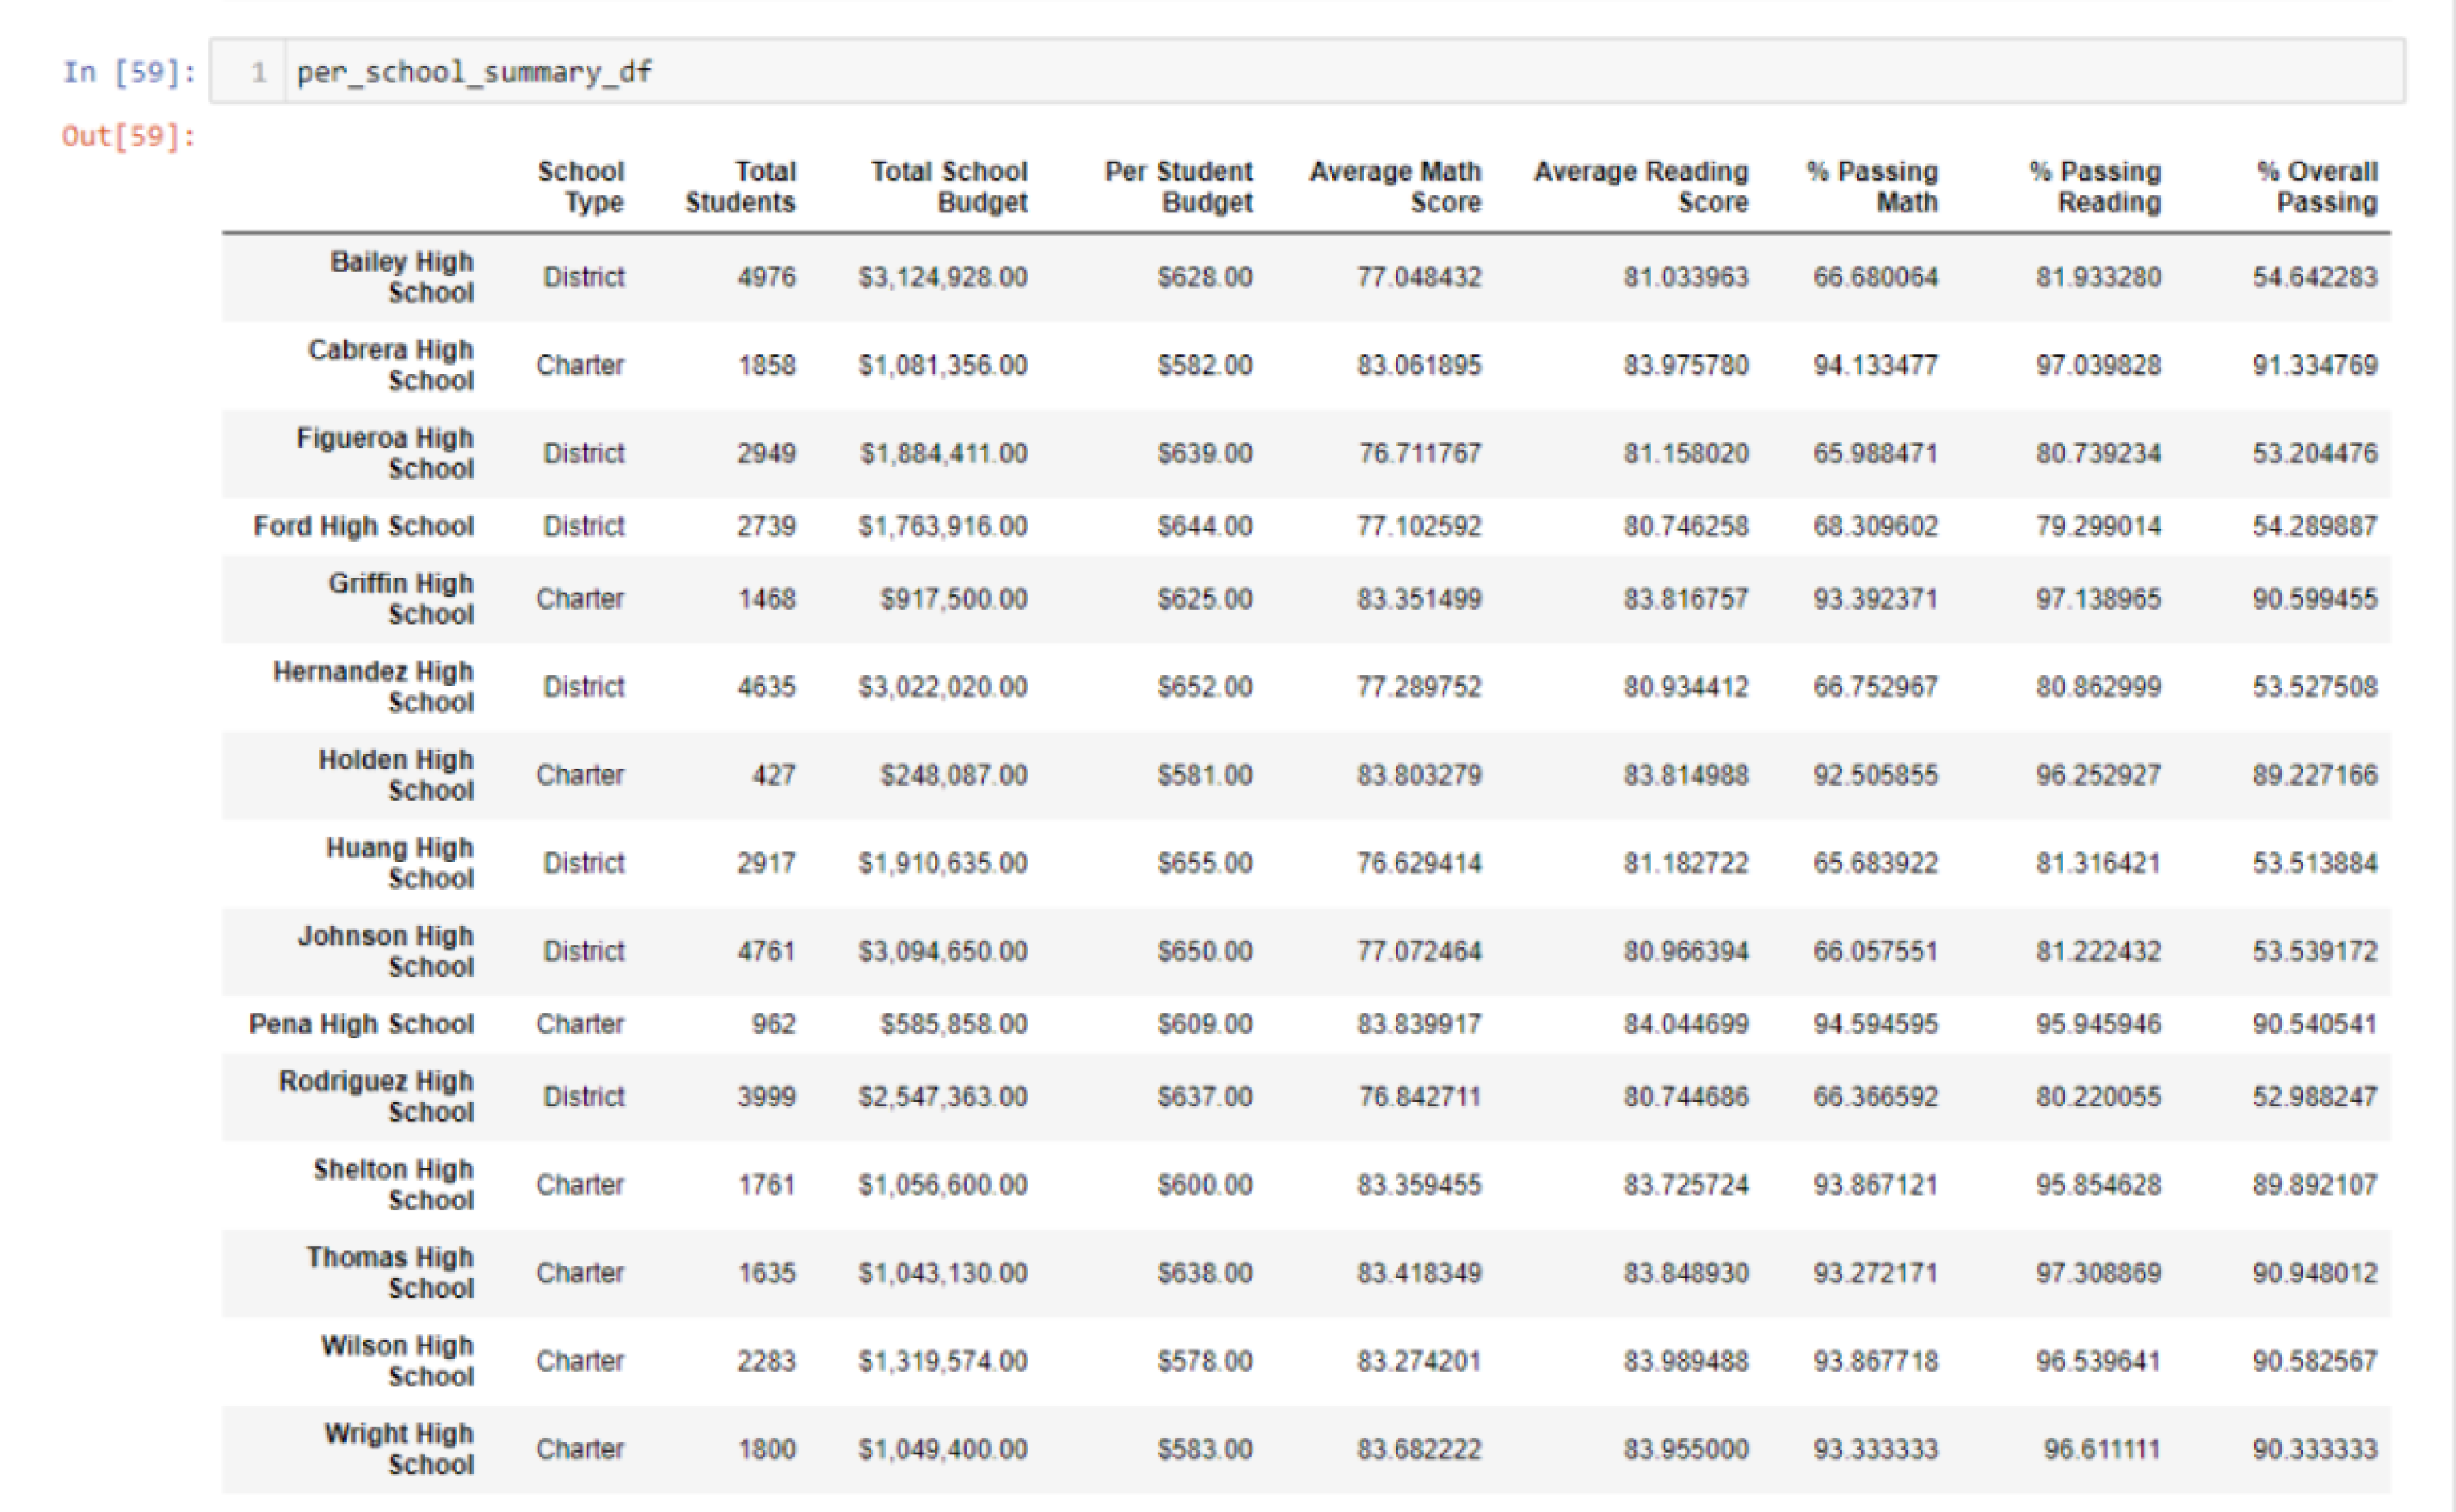 In [59]: 1 per_school_summary_df
Out[59]:
School Type Total Students Total School Budget Per Student Budget Average Math Score Average Reading Score % Passing Math % Passing Reading % Overall Passing
Bailey High School District 4976 $3,124,928.00 $628.00 77.048432 81.033963 66.680064 81.933280 54.642283
Cabrera High School Charter 1858 $1,081,356.00 $582.00 83.061895 83.975780 94.133477 97.039828 91.334769
Figueroa High School District 2949 $1,884,411.00 $639.00 76.711767 81.158020 65.988471 80.739234 53.204476
Ford High School District 2739 $1,763,916.00 $644.00 77.102592 80.746258 68.309602 79.299014 54.289887
Griffin High School Charter 1468 $917,500.00 $625.00 83.351499 83.816757 93.392371 97.138965 90.599455
Hernandez High School District 4635 $3,022,020.00 $652.00 77.289752 80.934412 66.752967 80.862999 53.527508
Holden High School Charter 427 $248,087.00 $581.00 83.803279 83.814988 92.505855 96.252927 89.227166
Huang High School District 2917 $1,910,635.00 $655.00 76.629414 81.182722 65.683922 81.316421 53.513884
Johnson High School District 4761 $3,094,650.00 $650.00 77.072464 80.966394 66.057551 81.222432 53.539172
Pena High School Charter 962 $585,858.00 $609.00 83.839917 84.044699 94.594595 95.945946 90.540541
Rodriguez High School District 3999 $2,547,363.00 $637.00 76.842711 80.744686 66.366592 80.220055 52.988247
Shelton High School Charter 1761 $1,056,600.00 $600.00 83.359455 83.725724 93.867121 95.854628 89.892107
Thomas High School Charter 1635 $1,043,130.00 $638.00 83.418349 83.848930 93.272171 97.308869 90.948012
Wilson High School Charter 2283 $1,319,574.00 $578.00 83.274201 83.989488 93.867718 96.539641 90.582567
Wright High School Charter 1800 $1,049,400.00 $583.00 83.682222 83.955000 93.333333 96.611111 90.333333